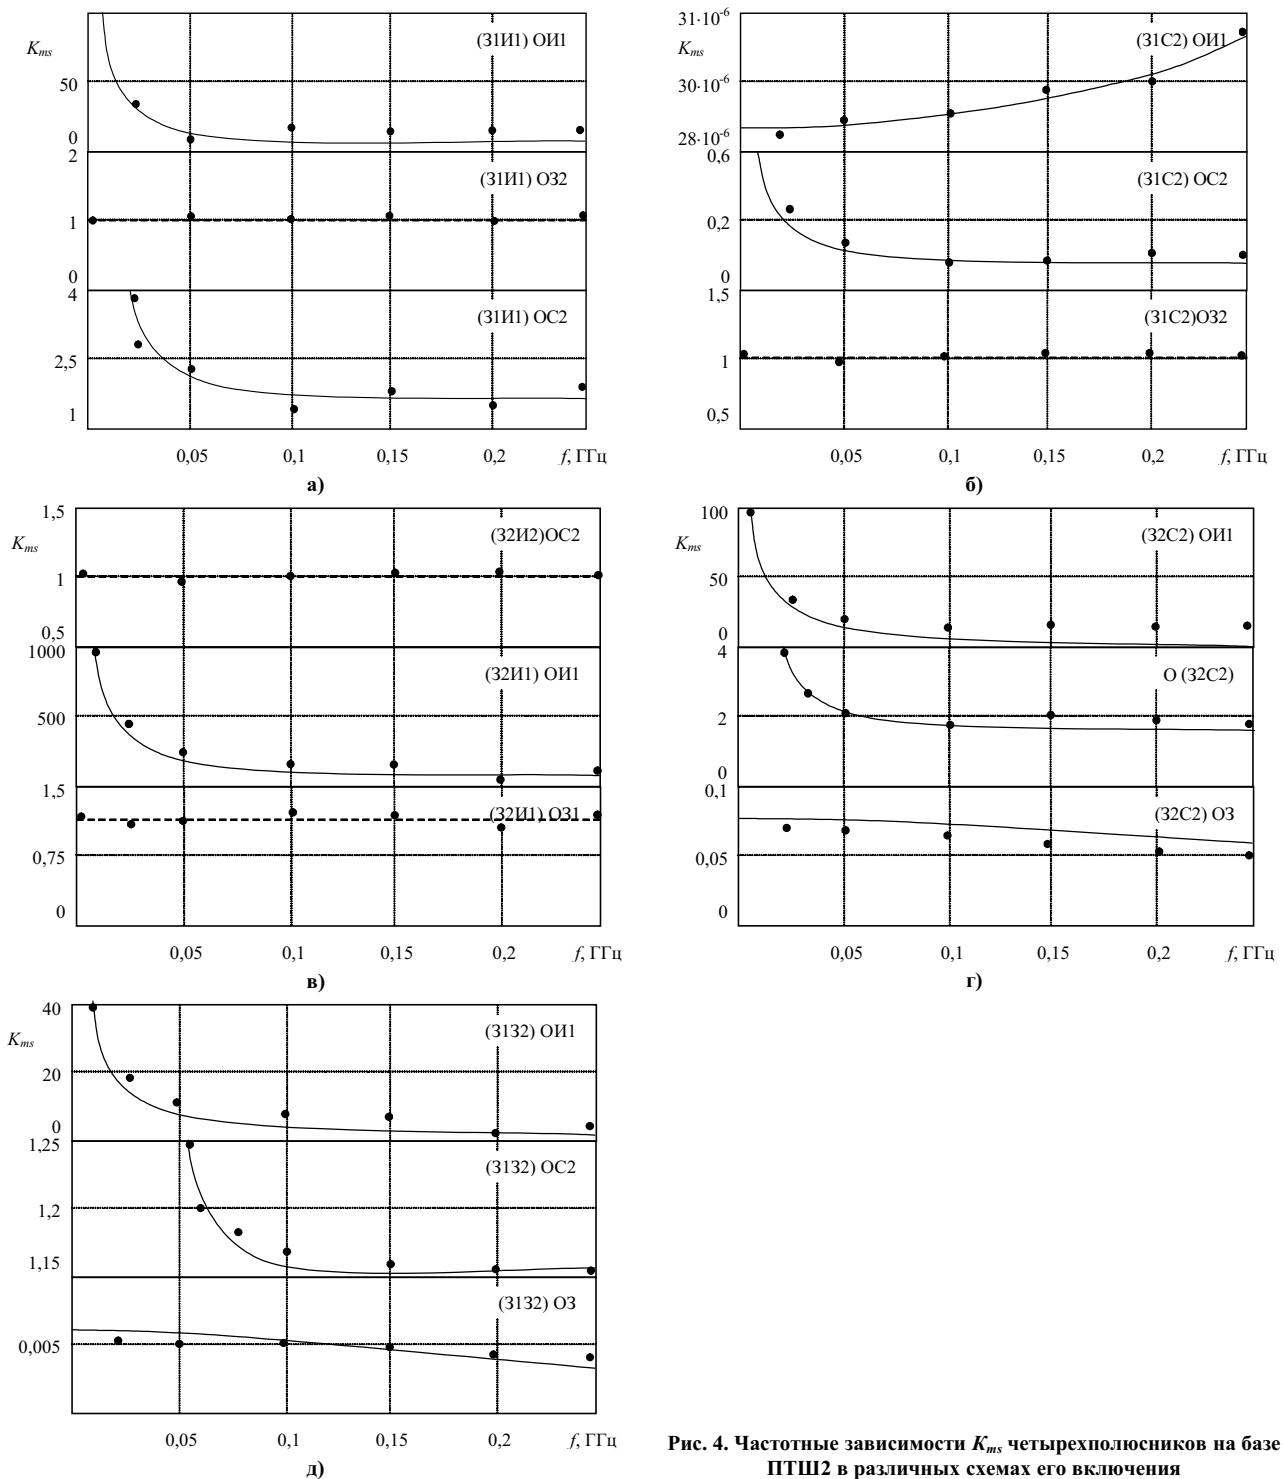 K_ms
(З1И1) ОИ1
50
0
2
(З1И1) ОЗ2
1
0
4
(З1И1) ОС2
2,5
1
0,05 0,1 0,15 0,2 f, ГГц
а)
31·10⁻⁶
K_ms
(З1С2) ОИ1
30·10⁻⁶
28·10⁻⁶
0,6
(З1С2) ОС2
0,2
0
1,5
(З1С2)ОЗ2
1
0,5
0,05 0,1 0,15 0,2 f, ГГц
б)
1,5
K_ms
(З2И2)ОС2
1
0,5
1000
(З2И1) ОИ1
500
1,5
(З2И1) ОЗ1
0,75
0
0,05 0,1 0,15 0,2 f, ГГц
в)
100
K_ms
(З2С2) ОИ1
50
0
4
О (З2С2)
2
0
0,1
(З2С2) ОЗ
0,05
0
0,05 0,1 0,15 0,2 f, ГГц
г)
40
K_ms
(З1З2) ОИ1
20
0
1,25
(З1З2) ОС2
1,2
1,15
(З1З2) ОЗ
0,005
0,05 0,1 0,15 0,2 f, ГГц
д)
Рис. 4. Частотные зависимости K_ms четырехполюсников на базе
ПТШ2 в различных схемах его включения